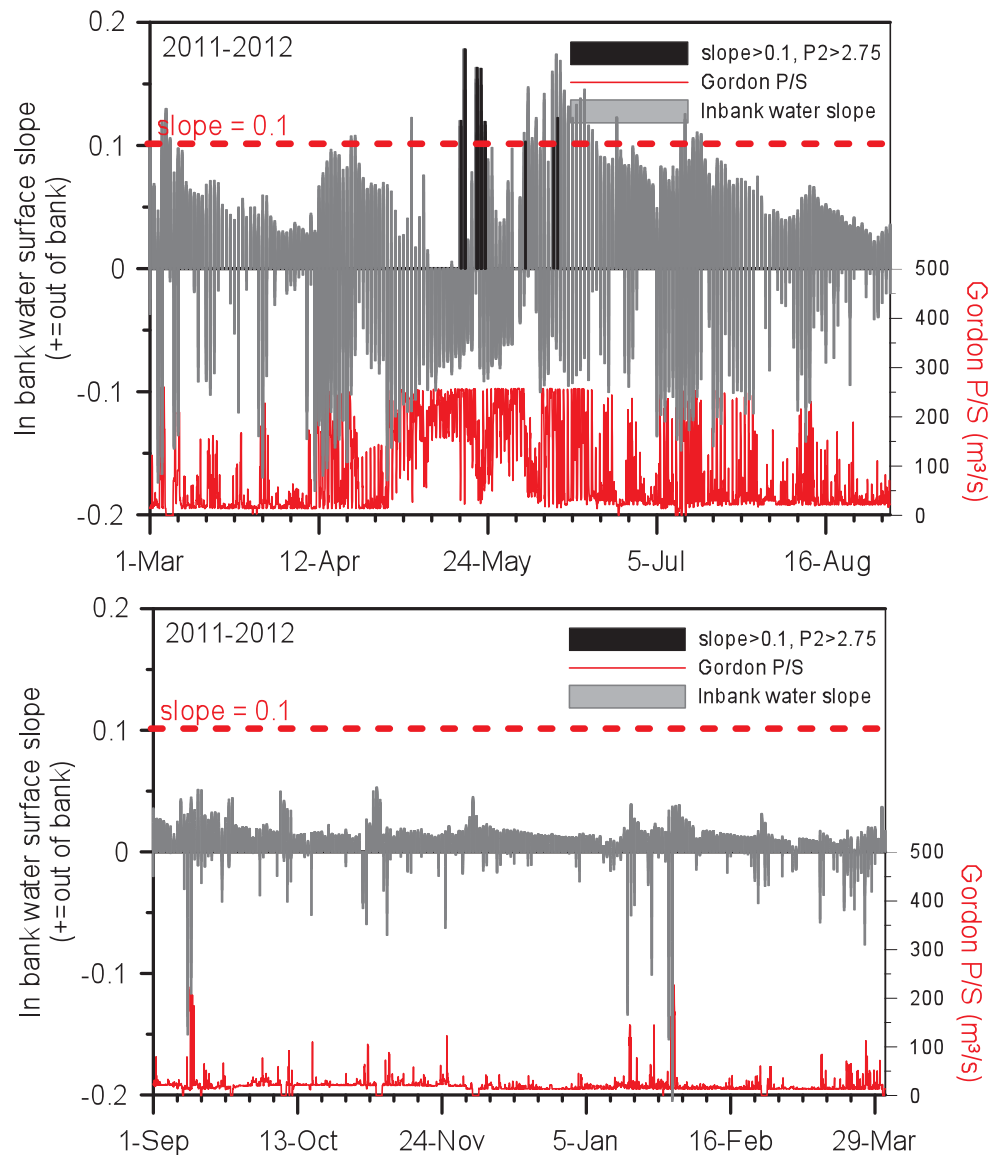 0.2
2011-2012
slope>0.1, P2>2.75
Gordon P/S
Inbank water slope
slope = 0.1
0.1
0
-0.1
-0.2
In bank water surface slope
(+=out of bank)
500
400
300
200
100
0
Gordon P/S (m³/s)
1-Mar
12-Apr
24-May
5-Jul
16-Aug
0.2
2011-2012
slope>0.1, P2>2.75
Gordon P/S
Inbank water slope
slope = 0.1
0.1
0
-0.1
-0.2
In bank water surface slope
(+=out of bank)
500
400
300
200
100
0
Gordon P/S (m³/s)
1-Sep
13-Oct
24-Nov
5-Jan
16-Feb
29-Mar